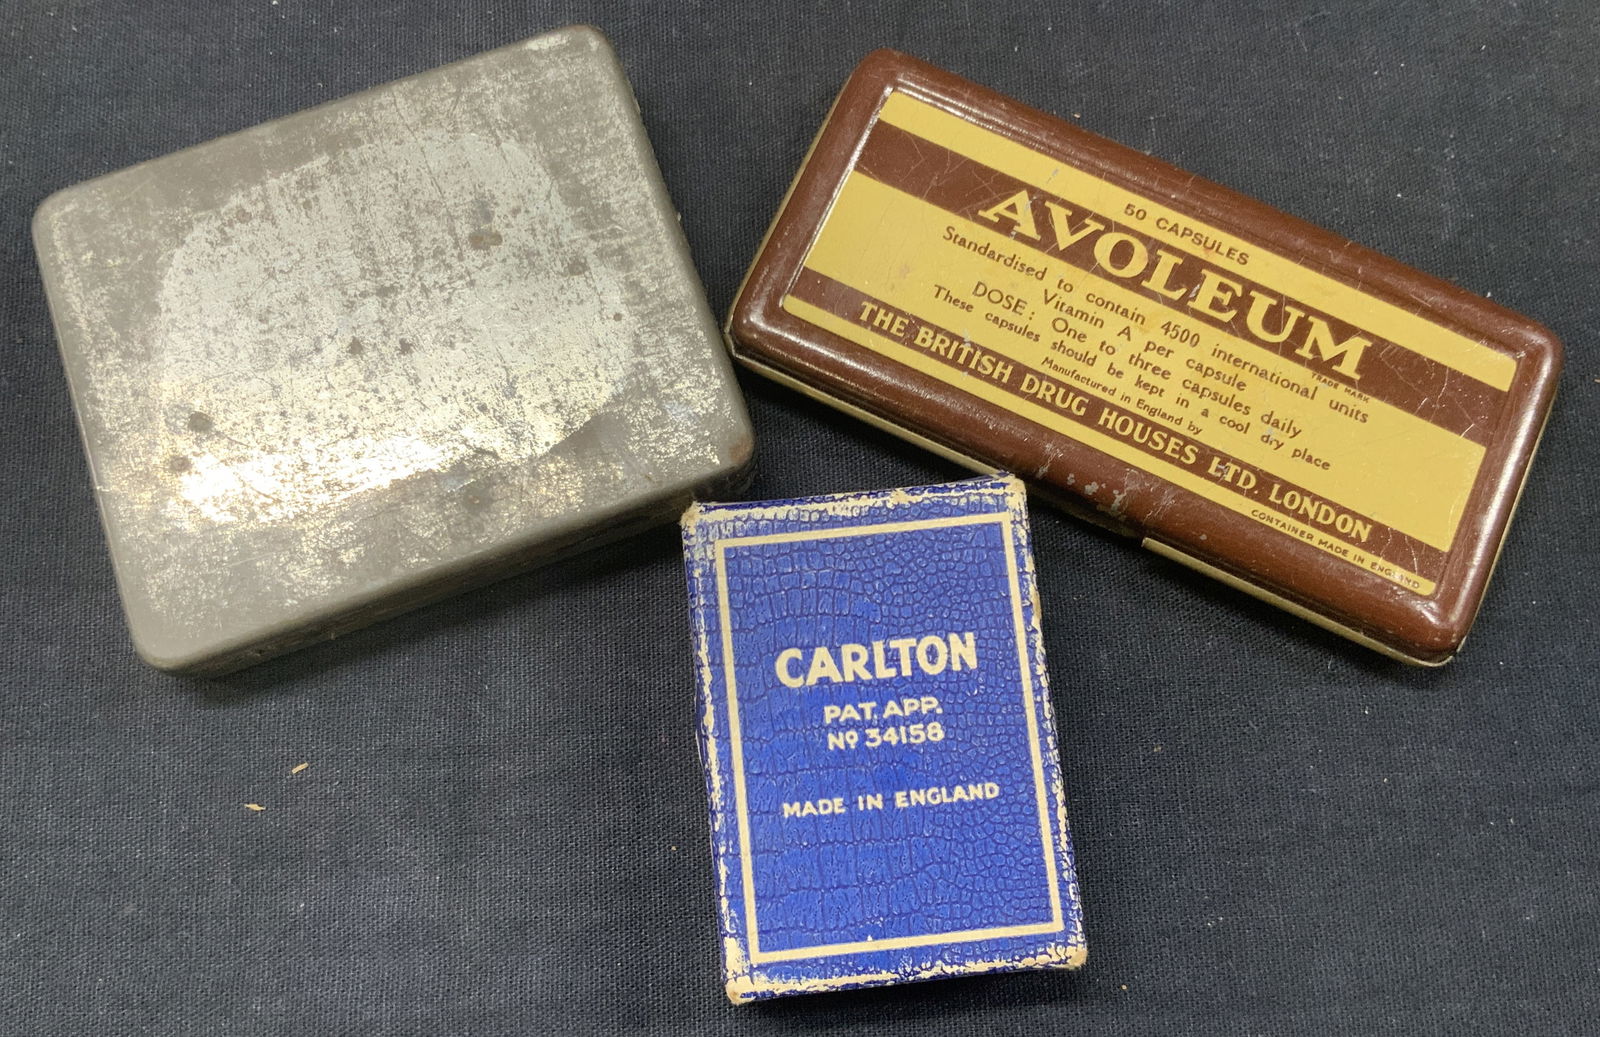 50 CAPSULES
AVOLEUM
TRADE MARK
Standardised to contain 4500 international units
Vitamin A per capsule
DOSE: One to three capsules daily
These capsules should be kept in a cool dry place
Manufactured in England by
THE BRITISH DRUG HOUSES LTD. LONDON
CONTAINER MADE IN ENGLAND
CARLTON
PAT. APP.
Nº 34158
MADE IN ENGLAND